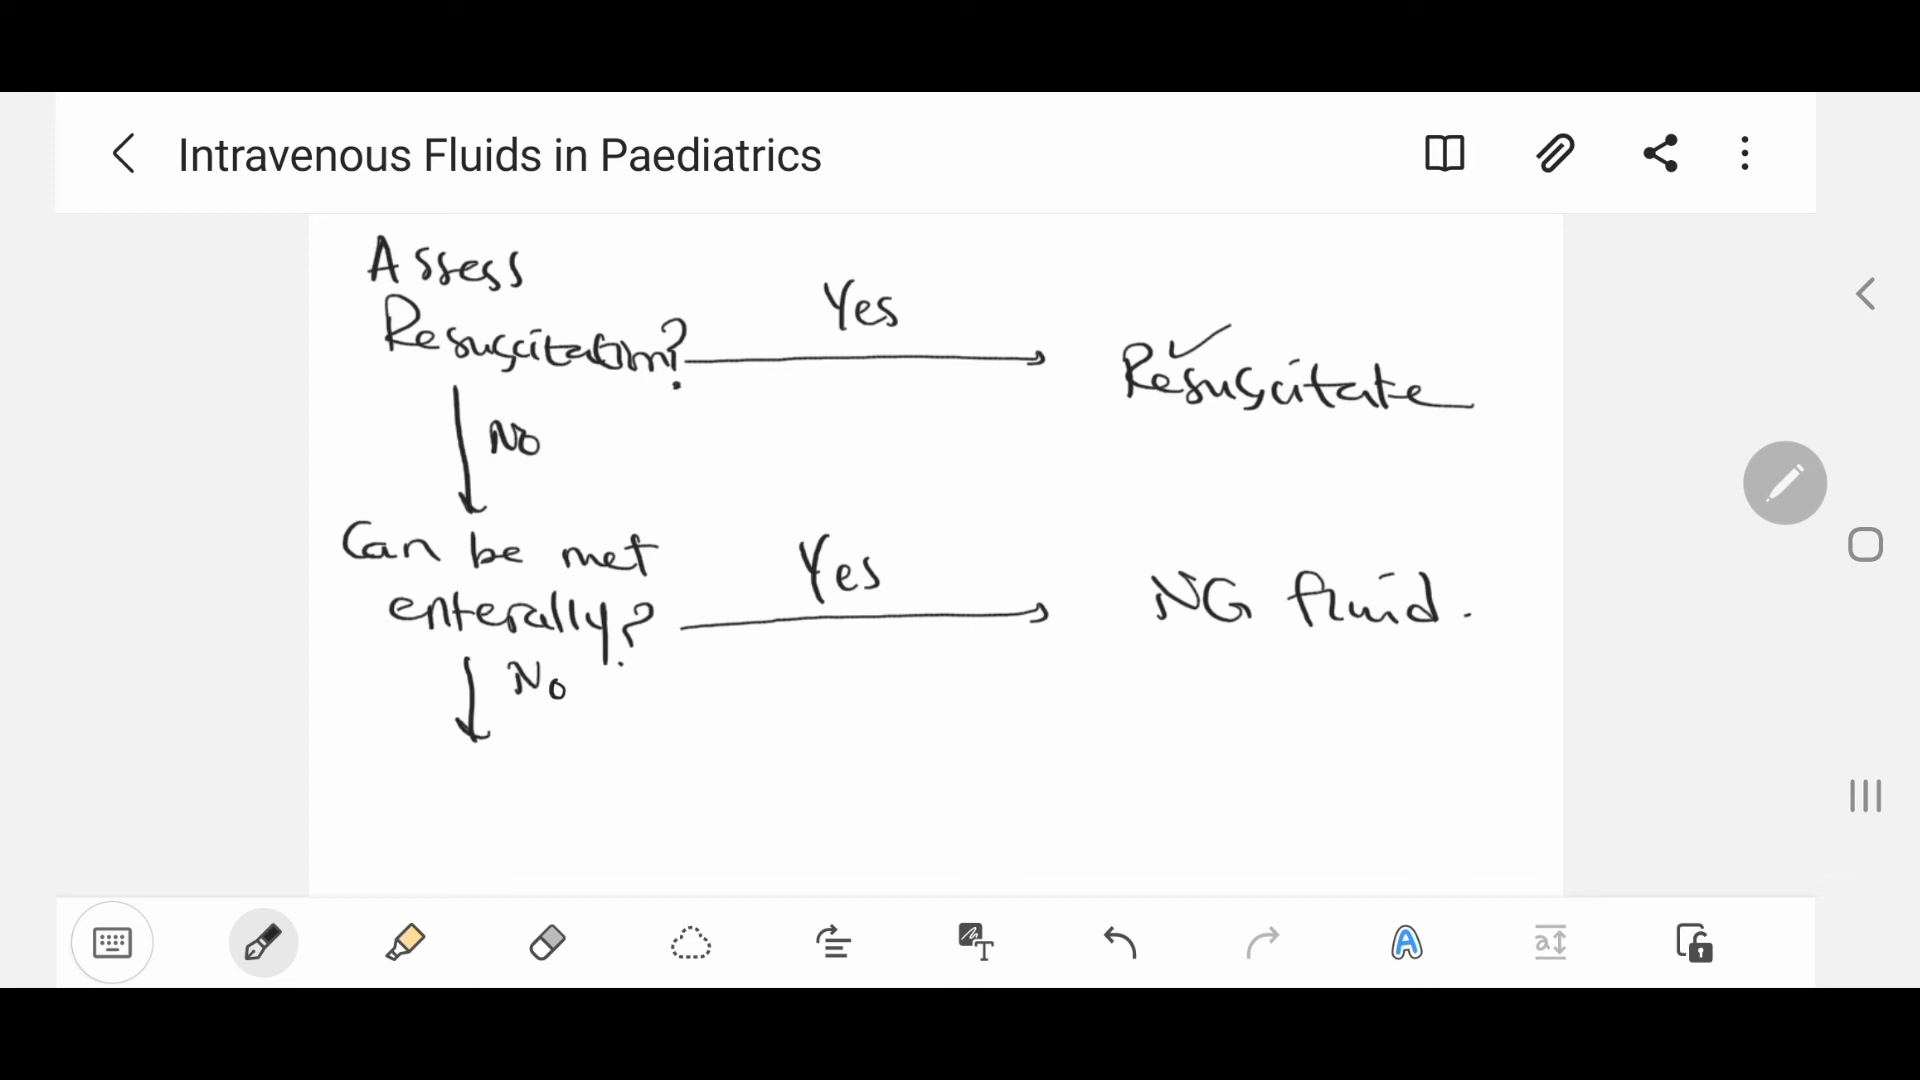 Intravenous Fluids in Paediatrics
Assess
Resuscitation?
Yes
Resuscitate
No
Can be met
enterally?
Yes
NG fluid.
No